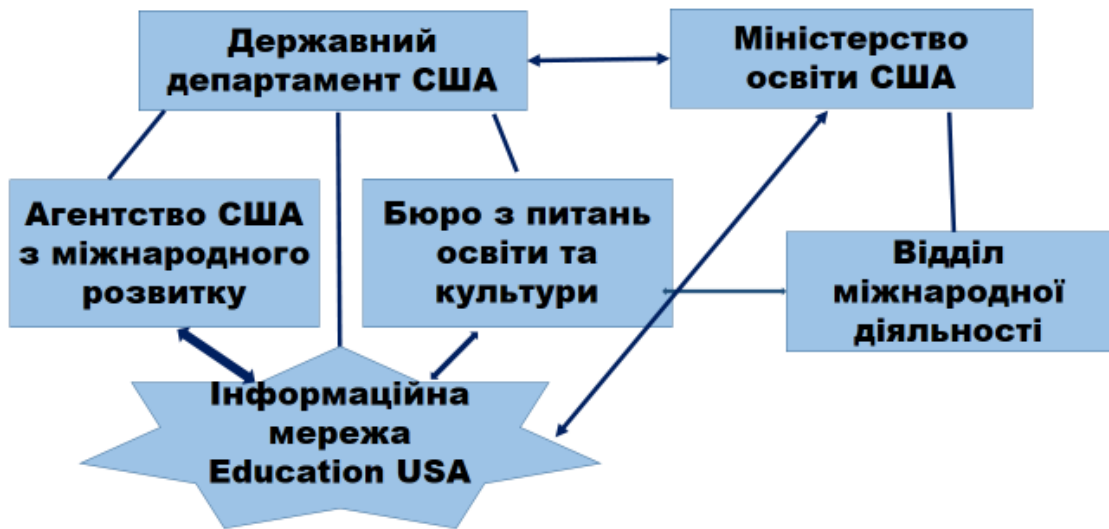 Державний
департамент США
Міністерство
освіти США
Агентство США
з міжнародного
розвитку
Бюро з питань
освіти та
культури
Відділ
міжнародної
діяльності
Інформаційна
мережа
Education USA